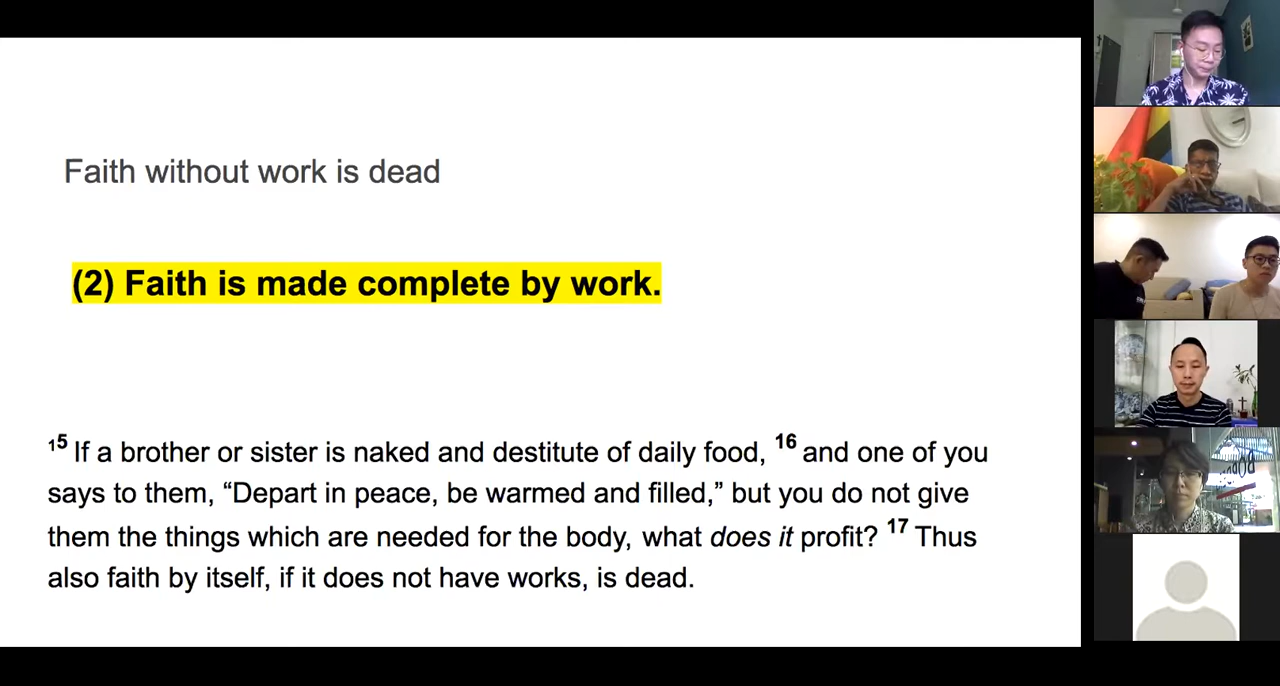 Faith without work is dead
(2) Faith is made complete by work.
15 If a brother or sister is naked and destitute of daily food, 16 and one of you
says to them, “Depart in peace, be warmed and filled,” but you do not give
them the things which are needed for the body, what does it profit? 17 Thus
also faith by itself, if it does not have works, is dead.